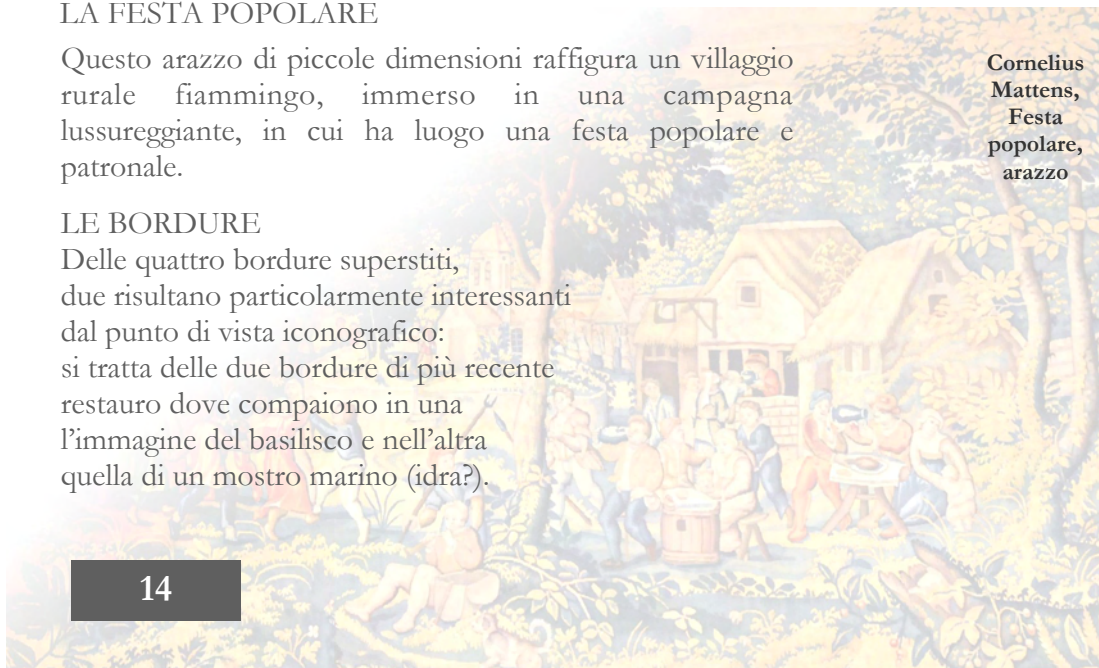 LA FESTA POPOLARE
Questo arazzo di piccole dimensioni raffigura un villaggio
rurale fiammingo, immerso in una campagna
lussureggiante, in cui ha luogo una festa popolare e
patronale.
LE BORDURE
Delle quattro bordure superstiti,
due risultano particolarmente interessanti
dal punto di vista iconografico:
si tratta delle due bordure di più recente
restauro dove compaiono in una
l’immagine del basilisco e nell’altra
quella di un mostro marino (idra?).
Cornelius
Mattens,
Festa
popolare,
arazzo
14